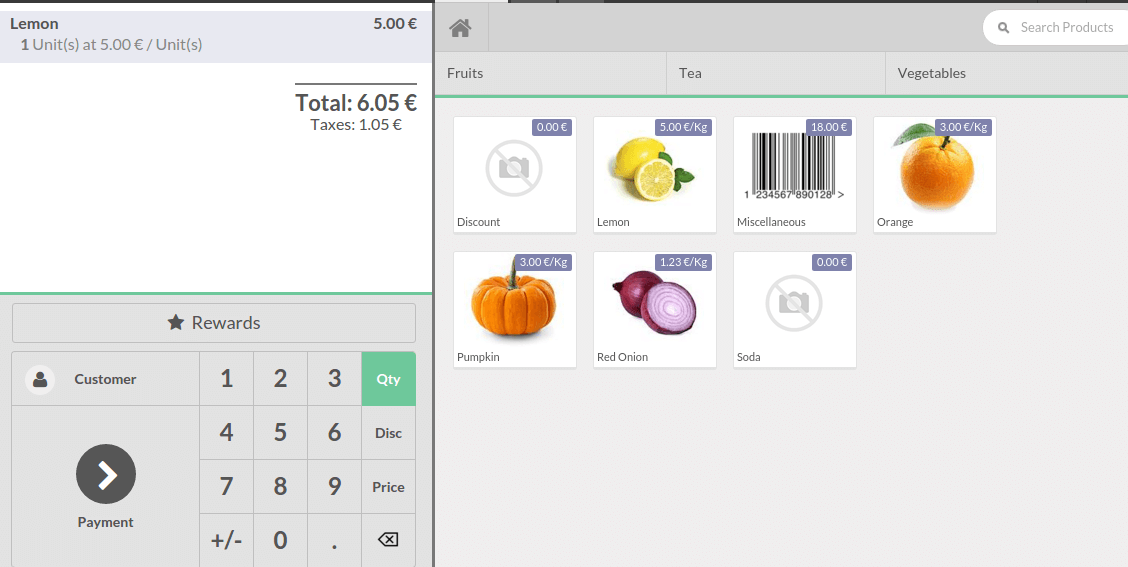 Lemon 5.00 €
1 Unit(s) at 5.00 € / Unit(s)
Total: 6.05 €
Taxes: 1.05 €
Rewards
Customer
1 2 3 Qty
4 5 6 Disc
7 8 9 Price
+/- 0 .
Payment
Search Products
Fruits Tea Vegetables
0.00 €
Discount
5.00 €/Kg
Lemon
18.00 €
1 234567 890128 >
Miscellaneous
3.00 €/Kg
Orange
3.00 €/Kg
Pumpkin
1.23 €/Kg
Red Onion
0.00 €
Soda